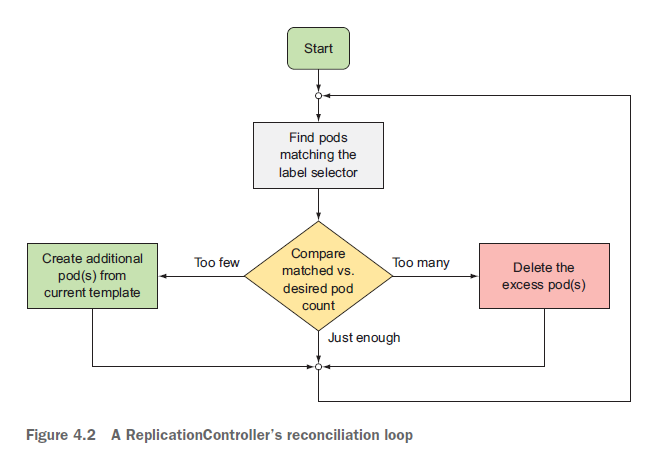 Start
Find pods
matching the
label selector
Compare
matched vs.
desired pod
count
Too few
Too many
Create additional
pod(s) from
current template
Delete the
excess pod(s)
Just enough
Figure 4.2 A ReplicationController's reconciliation loop